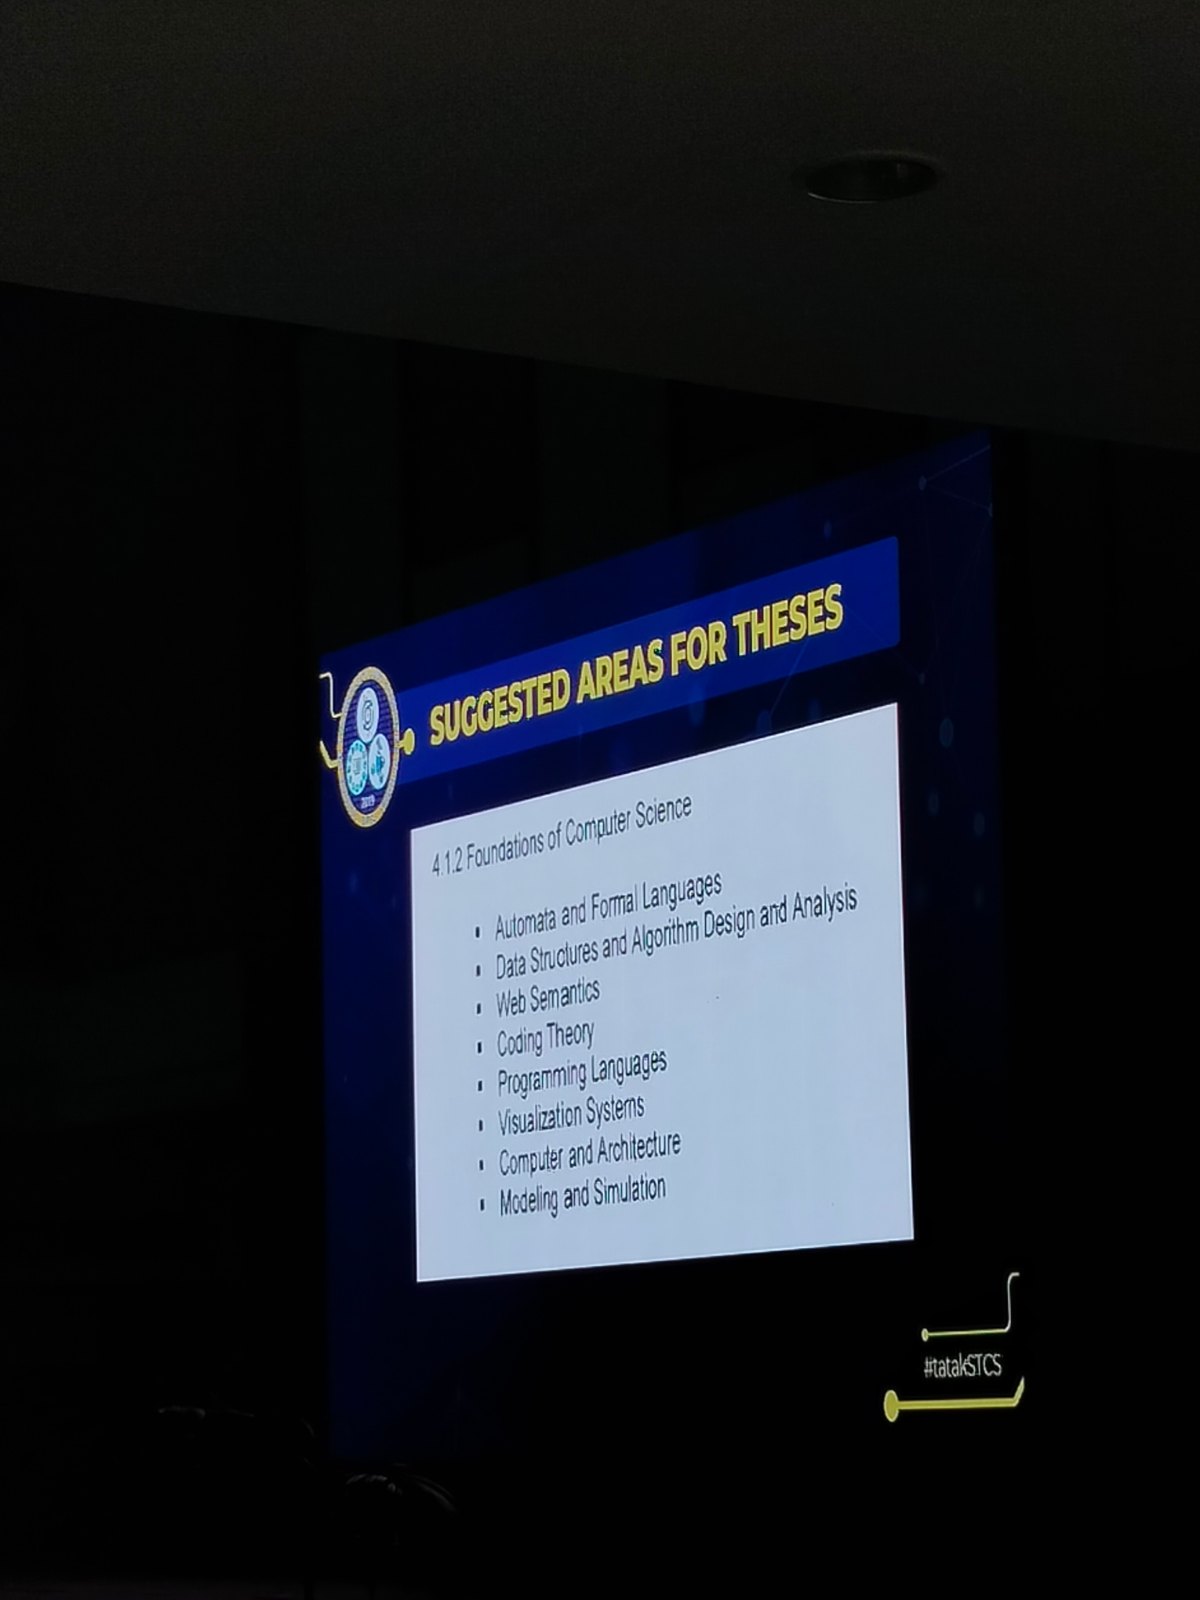 SUGGESTED AREAS FOR THESES
2019
4.1.2 Foundations of Computer Science
▪ Automata and Formal Languages
▪ Data Structures and Algorithm Design and Analysis
▪ Web Semantics
▪ Coding Theory
▪ Programming Languages
▪ Visualization Systems
▪ Computer and Architecture
▪ Modeling and Simulation
#tatakSTCS